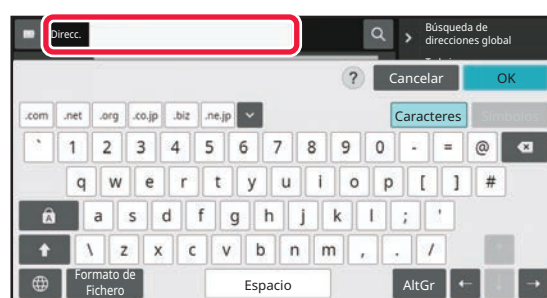 Direcc.
Búsqueda de
direcciones global
?
Cancelar
OK
.com .net .org .co.jp .biz .ne.jp
Caracteres
Símbolos
` 1 2 3 4 5 6 7 8 9 0 - = @
q w e r t y u i o p [ ] #
a s d f g h j k l ; '
\ z x c v b n m , . /
Formato de
Fichero
Espacio
AltGr